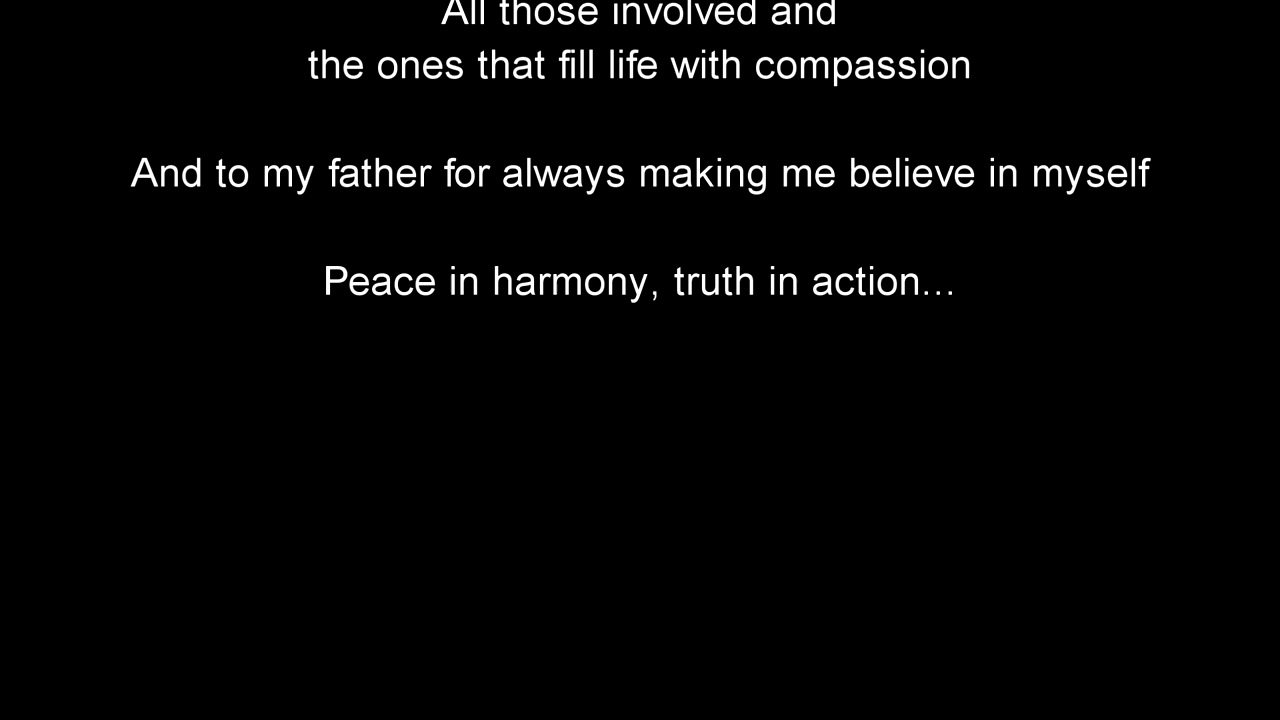 All those involved and
the ones that fill life with compassion
And to my father for always making me believe in myself
Peace in harmony, truth in action...